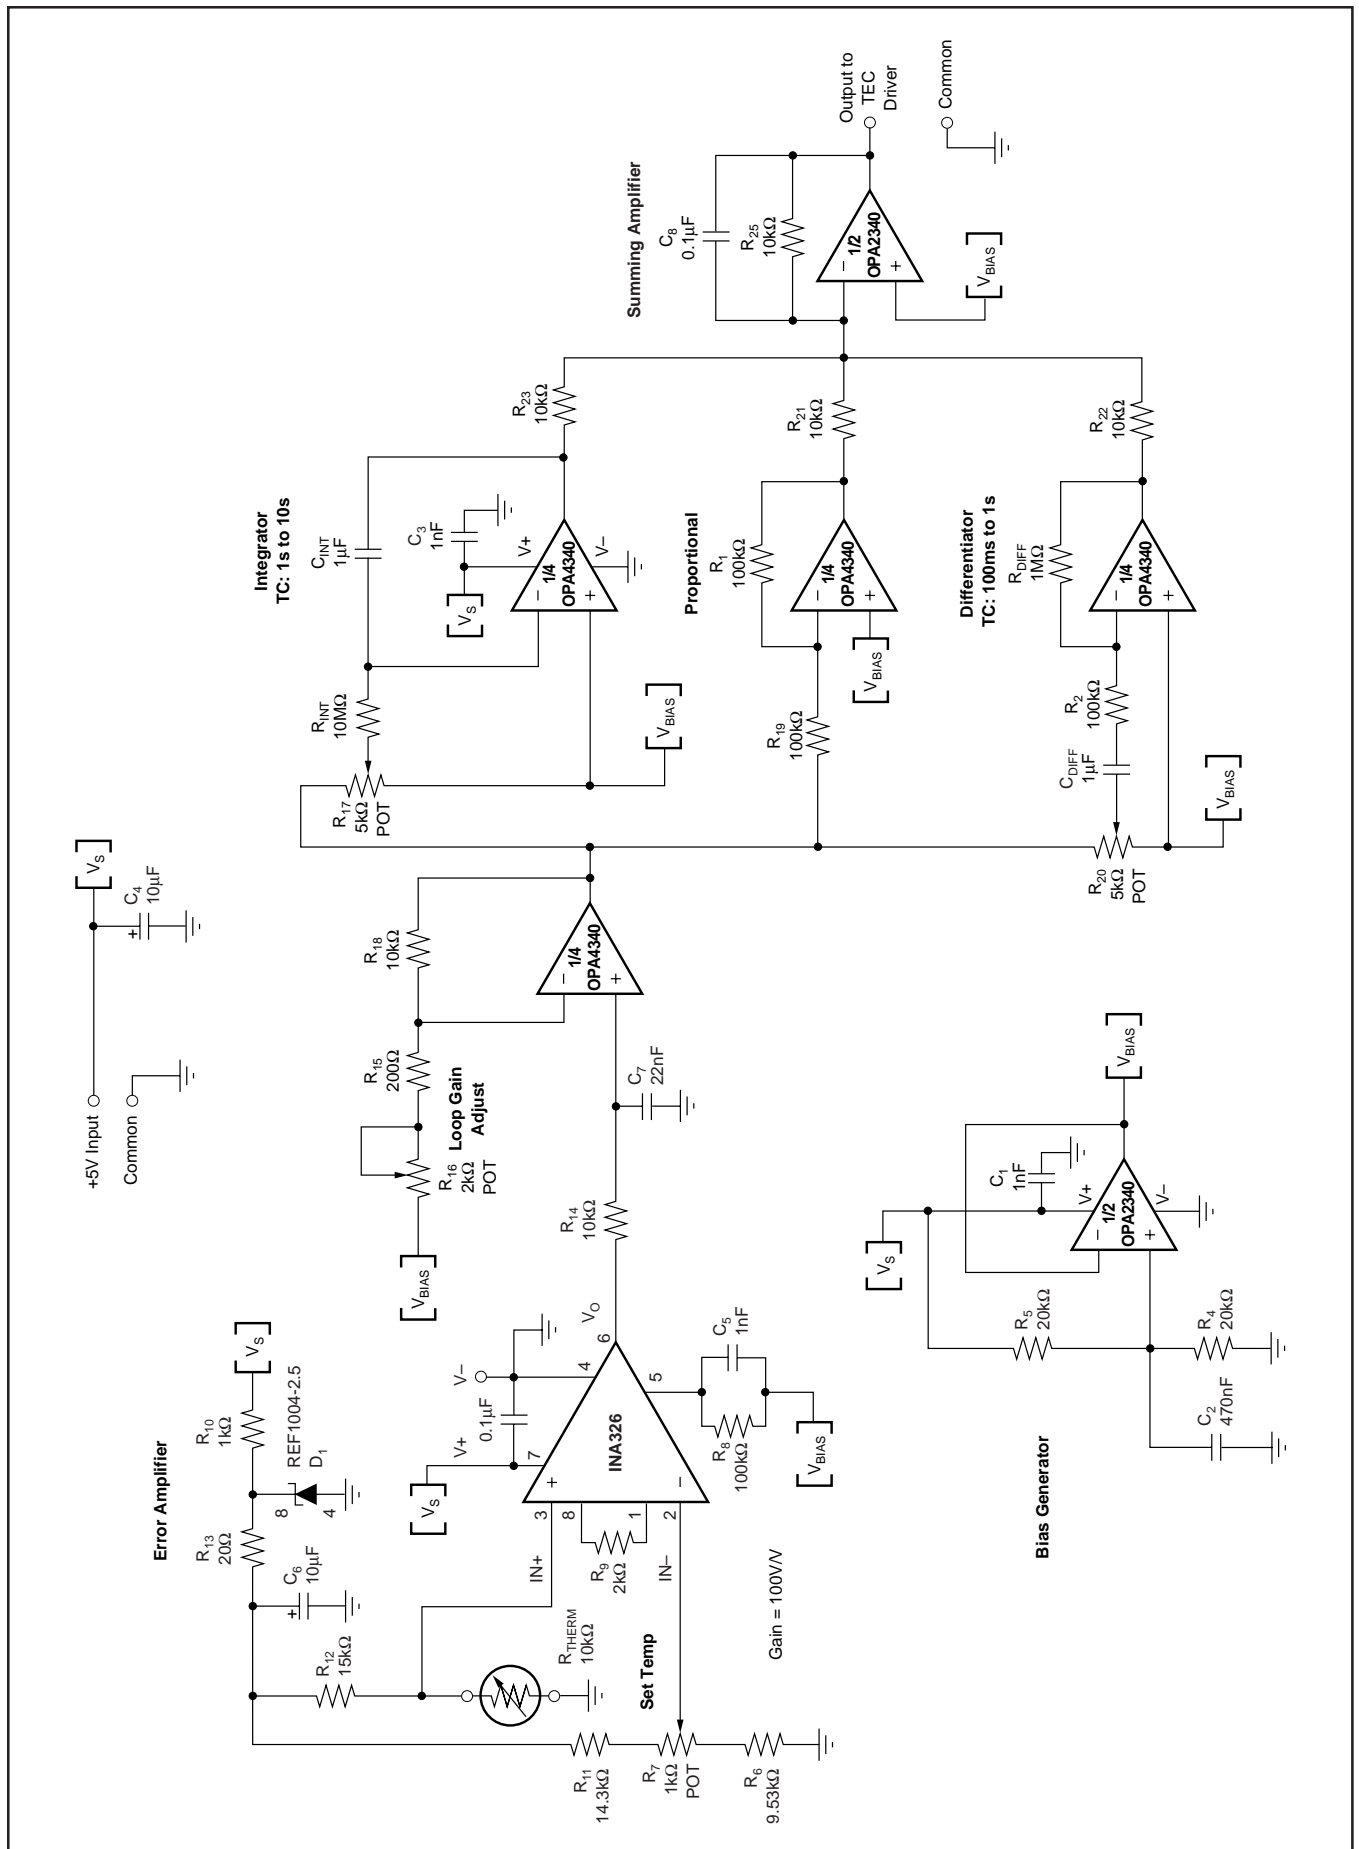 +5V Input
Common
C4
10µF
[VS]
Error Amplifier
[VS]
R10
1kΩ
REF1004-2.5
D1
8
4
R13
20Ω
+
C6
10µF
R12
15kΩ
RTHERM
10kΩ
R11
14.3kΩ
Set Temp
R7
1kΩ
POT
R6
9.53kΩ
IN+
IN–
3
8
1
2
R9
2kΩ
Gain = 100V/V
[VS]
V+
7
0.1µF
V–
4
+
INA326
–
6
VO
5
R8
100kΩ
C5
1nF
[VBIAS]
R14
10kΩ
C7
22nF
[VBIAS]
R16
2kΩ
POT
Loop Gain
Adjust
R15
200Ω
R18
10kΩ
–
1/4
OPA4340
+
Integrator
TC: 1s to 10s
R17
5kΩ
POT
RINT
10MΩ
CINT
1µF
[VS]
C3
1nF
V+
–
1/4
OPA4340
+
V–
[VBIAS]
R23
10kΩ
Proportional
R19
100kΩ
R1
100kΩ
–
1/4
OPA4340
+
[VBIAS]
R21
10kΩ
Differentiator
TC: 100ms to 1s
R20
5kΩ
POT
CDIFF
1µF
R2
100kΩ
RDIFF
1MΩ
–
1/4
OPA4340
+
[VBIAS]
R22
10kΩ
Summing Amplifier
C8
0.1µF
R25
10kΩ
–
1/2
OPA2340
+
[VBIAS]
Output to
TEC
Driver
Common
Bias Generator
[VS]
R5
20kΩ
R4
20kΩ
C2
470nF
C1
1nF
V+
–
1/2
OPA2340
+
V–
[VBIAS]
+